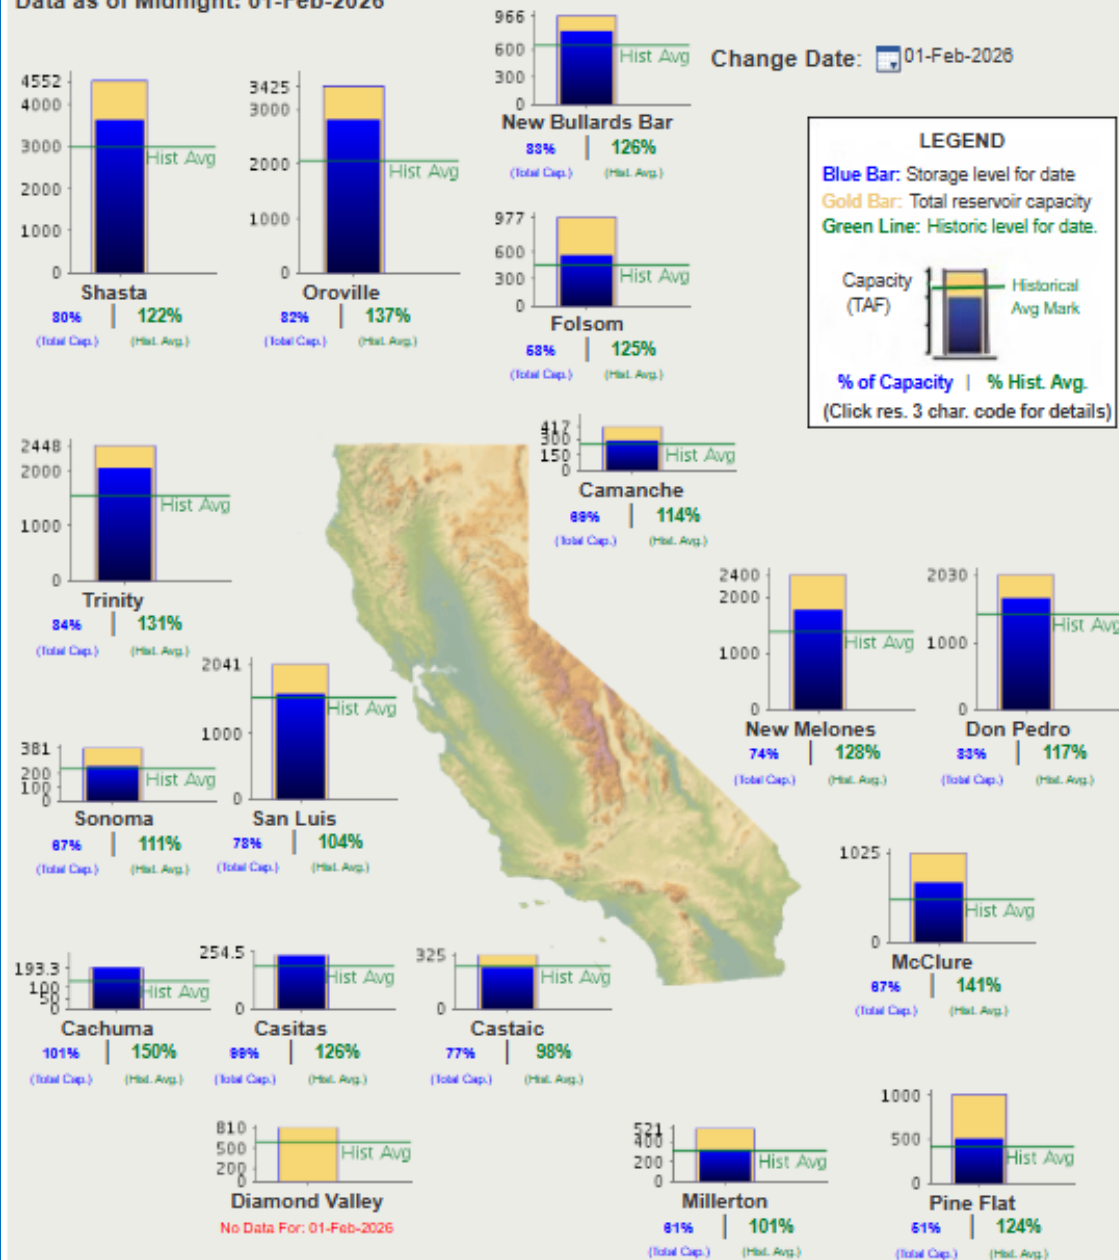 Data as of Midnight: 01-Feb-2026
Change Date: 01-Feb-2026
966
600
300
0
Hist Avg
New Bullards Bar
83% | 126%
(Total Cap.) (Hist. Avg.)
4552
4000
3000
2000
1000
0
Hist Avg
Shasta
80% | 122%
(Total Cap.) (Hist. Avg.)
3425
3000
2000
1000
0
Hist Avg
Oroville
82% | 137%
(Total Cap.) (Hist. Avg.)
977
600
300
0
Hist Avg
Folsom
58% | 125%
(Total Cap.) (Hist. Avg.)
LEGEND
Blue Bar: Storage level for date
Gold Bar: Total reservoir capacity
Green Line: Historic level for date.
Capacity
(TAF)
Historical
Avg Mark
% of Capacity | % Hist. Avg.
(Click res. 3 char. code for details)
417
300
150
0
Hist Avg
Camanche
69% | 114%
(Total Cap.) (Hist. Avg.)
2448
2000
1000
0
Hist Avg
Trinity
84% | 131%
(Total Cap.) (Hist. Avg.)
2400
2000
1000
0
Hist Avg
New Melones
74% | 128%
(Total Cap.) (Hist. Avg.)
2030
1000
0
Hist Avg
Don Pedro
83% | 117%
(Total Cap.) (Hist. Avg.)
381
200
100
0
Hist Avg
Sonoma
67% | 111%
(Total Cap.) (Hist. Avg.)
2041
1000
0
Hist Avg
San Luis
78% | 104%
(Total Cap.) (Hist. Avg.)
1025
0
Hist Avg
McClure
67% | 141%
(Total Cap.) (Hist. Avg.)
193.3
100
50
0
Hist Avg
Cachuma
101% | 150%
(Total Cap.) (Hist. Avg.)
254.5
0
Hist Avg
Casitas
99% | 126%
(Total Cap.) (Hist. Avg.)
325
0
Hist Avg
Castaic
77% | 98%
(Total Cap.) (Hist. Avg.)
810
500
200
0
Hist Avg
Diamond Valley
No Data For: 01-Feb-2026
521
400
200
0
Hist Avg
Millerton
61% | 101%
(Total Cap.) (Hist. Avg.)
1000
500
0
Hist Avg
Pine Flat
51% | 124%
(Total Cap.) (Hist. Avg.)